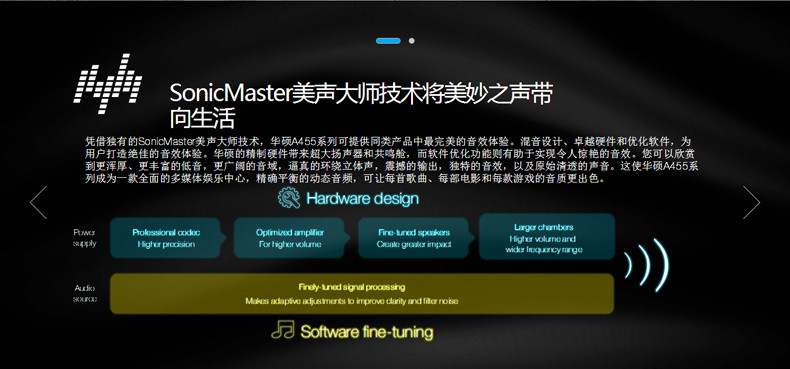 SonicMaster美声大师技术将美妙之声带
向生活
凭借独有的SonicMaster美声大师技术，华硕A455系列可提供同类产品中最完美的音效体验。混音设计、卓越硬件和优化软件，为
用户打造绝佳的音效体验。华硕的精制硬件带来超大扬声器和共鸣舱，而软件优化功能则有助于实现令人惊艳的音效。您可以欣赏
到更浑厚、更丰富的低音，更广阔的音域，逼真的环绕立体声，震撼的输出，独特的音效，以及原始清透的声音。这使华硕A455系
列成为一款全面的多媒体娱乐中心，精确平衡的动态音频，可让每首歌曲、每部电影和每款游戏的音质更出色。
Hardware design
Power
supply
Professional codec
Higher precision
Optimized amplifier
For higher volume
Fine-tuned speakers
Create greater impact
Larger chambers
Higher volume and
wider frequency range
Audio
source
Finely-tuned signal processing
Makes adaptive adjustments to improve clarity and filter noise
Software fine-tuning